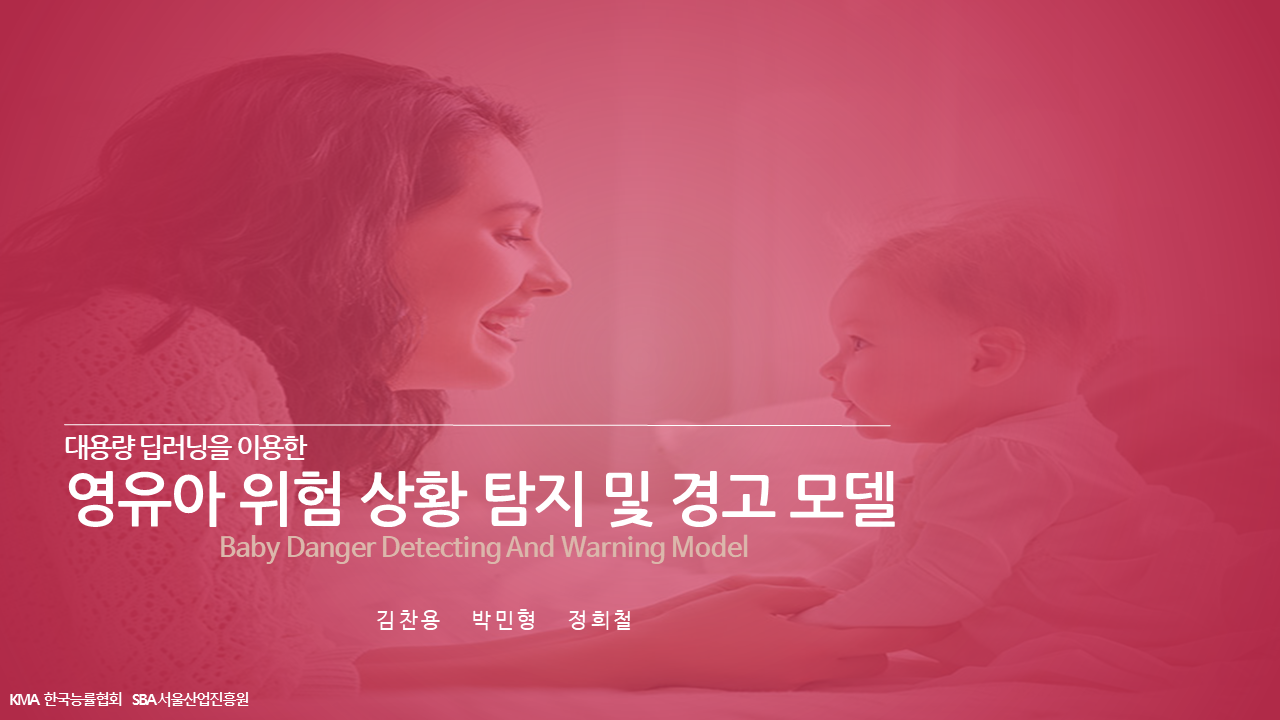 대용량 딥러닝을 이용한
영유아 위험 상황 탐지 및 경고 모델
Baby Danger Detecting And Warning Model
김찬용 박민형 정희철
KMA 한국능률협회 SBA 서울산업진흥원